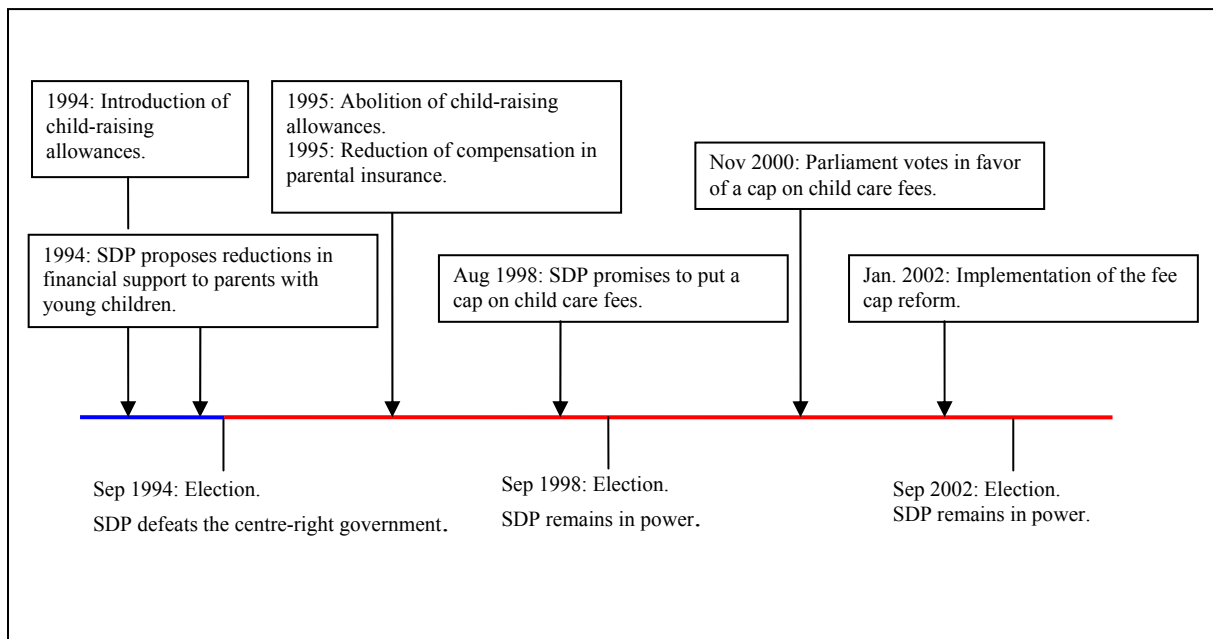 1994: Introduction of
child-raising
allowances.
1995: Abolition of child-raising
allowances.
1995: Reduction of compensation in
parental insurance.
Nov 2000: Parliament votes in favor
of a cap on child care fees.
1994: SDP proposes reductions in
financial support to parents with
young children.
Aug 1998: SDP promises to put a
cap on child care fees.
Jan. 2002: Implementation of the fee
cap reform.
Sep 1994: Election.
SDP defeats the centre-right government.
Sep 1998: Election.
SDP remains in power.
Sep 2002: Election.
SDP remains in power.